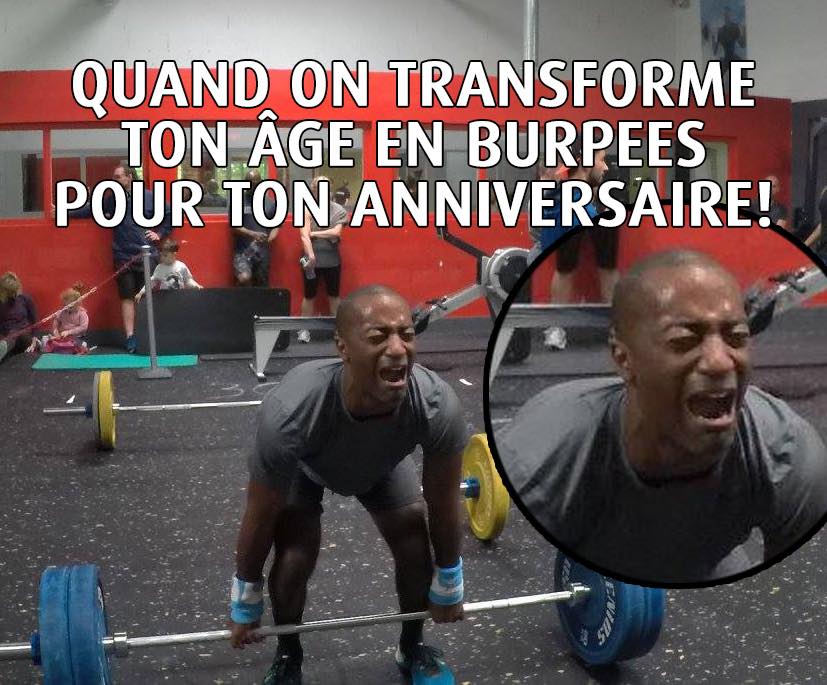 QUAND ON TRANSFORME
TON ÂGE EN BURPEES
POUR TON ANNIVERSAIRE!